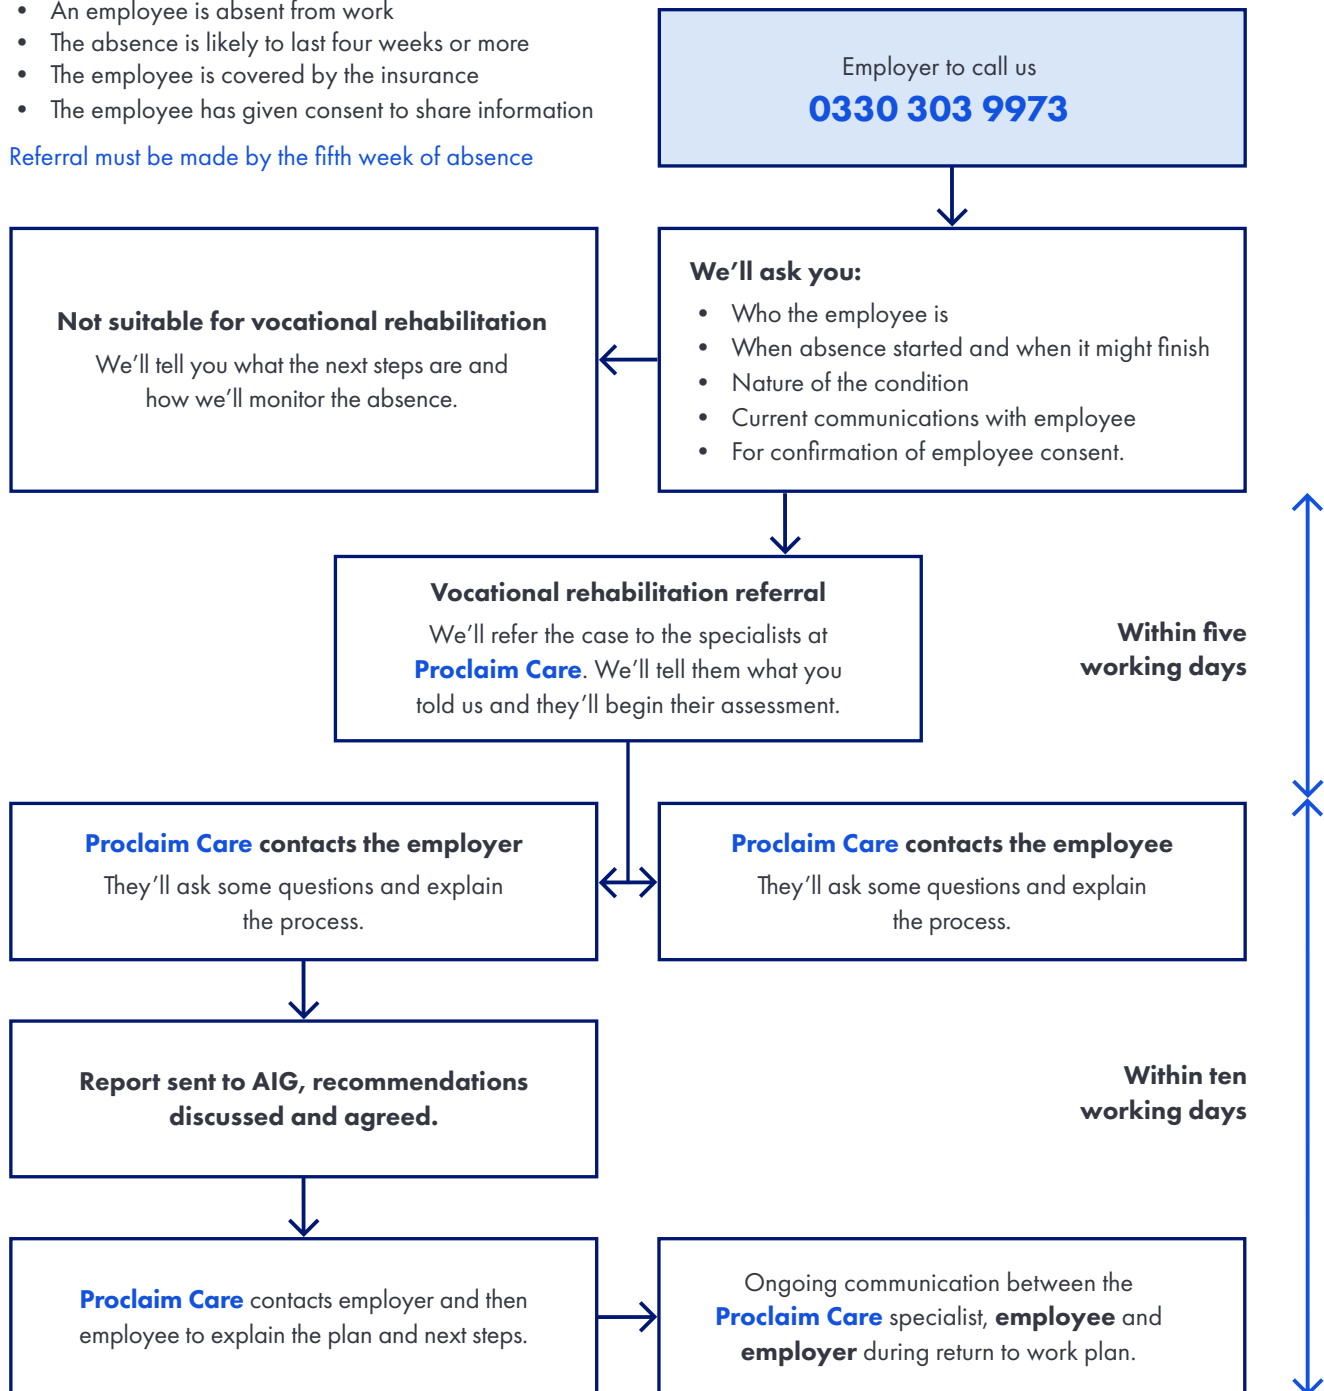 • An employee is absent from work
• The absence is likely to last four weeks or more
• The employee is covered by the insurance
• The employee has given consent to share information
Referral must be made by the fifth week of absence
Employer to call us
0330 303 9973
Not suitable for vocational rehabilitation
We’ll tell you what the next steps are and
how we’ll monitor the absence.
We’ll ask you:
• Who the employee is
• When absence started and when it might finish
• Nature of the condition
• Current communications with employee
• For confirmation of employee consent.
Vocational rehabilitation referral
We’ll refer the case to the specialists at
Proclaim Care. We’ll tell them what you
told us and they’ll begin their assessment.
Within five
working days
Proclaim Care contacts the employer
They’ll ask some questions and explain
the process.
Proclaim Care contacts the employee
They’ll ask some questions and explain
the process.
Report sent to AIG, recommendations
discussed and agreed.
Within ten
working days
Proclaim Care contacts employer and then
employee to explain the plan and next steps.
Ongoing communication between the
Proclaim Care specialist, employee and
employer during return to work plan.